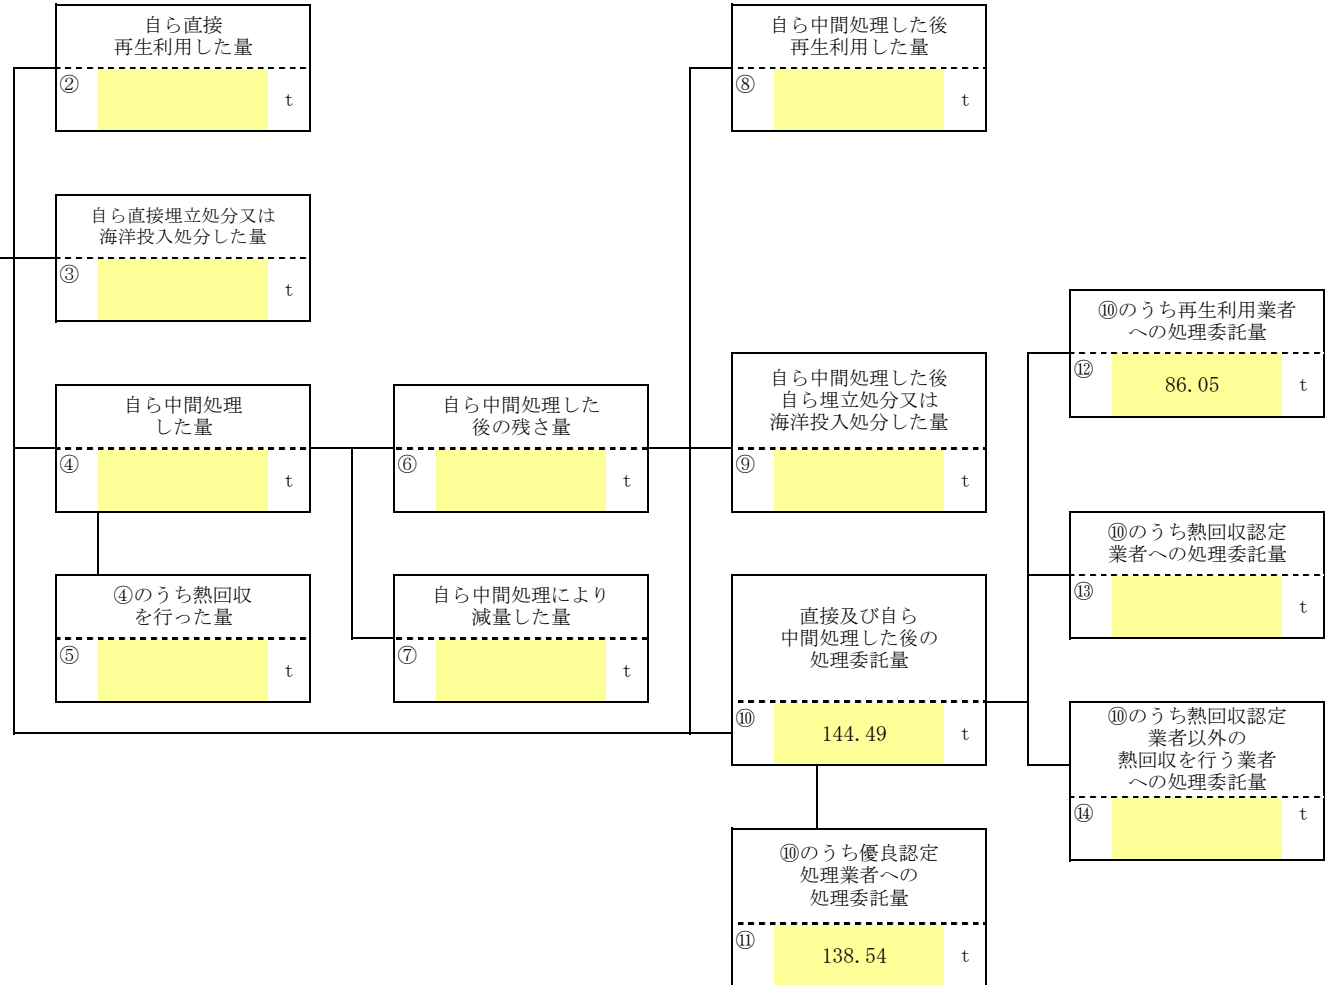 自ら直接
再生利用した量
②
t
自ら直接埋立処分又は
海洋投入処分した量
③
t
自ら中間処理
した量
④
t
④のうち熱回収
を行った量
⑤
t
自ら中間処理した
後の残さ量
⑥
t
自ら中間処理により
減量した量
⑦
t
自ら中間処理した後
再生利用した量
⑧
t
自ら中間処理した後
自ら埋立処分又は
海洋投入処分した量
⑨
t
直接及び自ら
中間処理した後の
処理委託量
⑩
144.49 t
⑩のうち優良認定
処理業者への
処理委託量
⑪
138.54 t
⑩のうち再生利用業者
への処理委託量
⑫
86.05 t
⑩のうち熱回収認定
業者への処理委託量
⑬
t
⑩のうち熱回収認定
業者以外の
熱回収を行う業者
への処理委託量
⑭
t